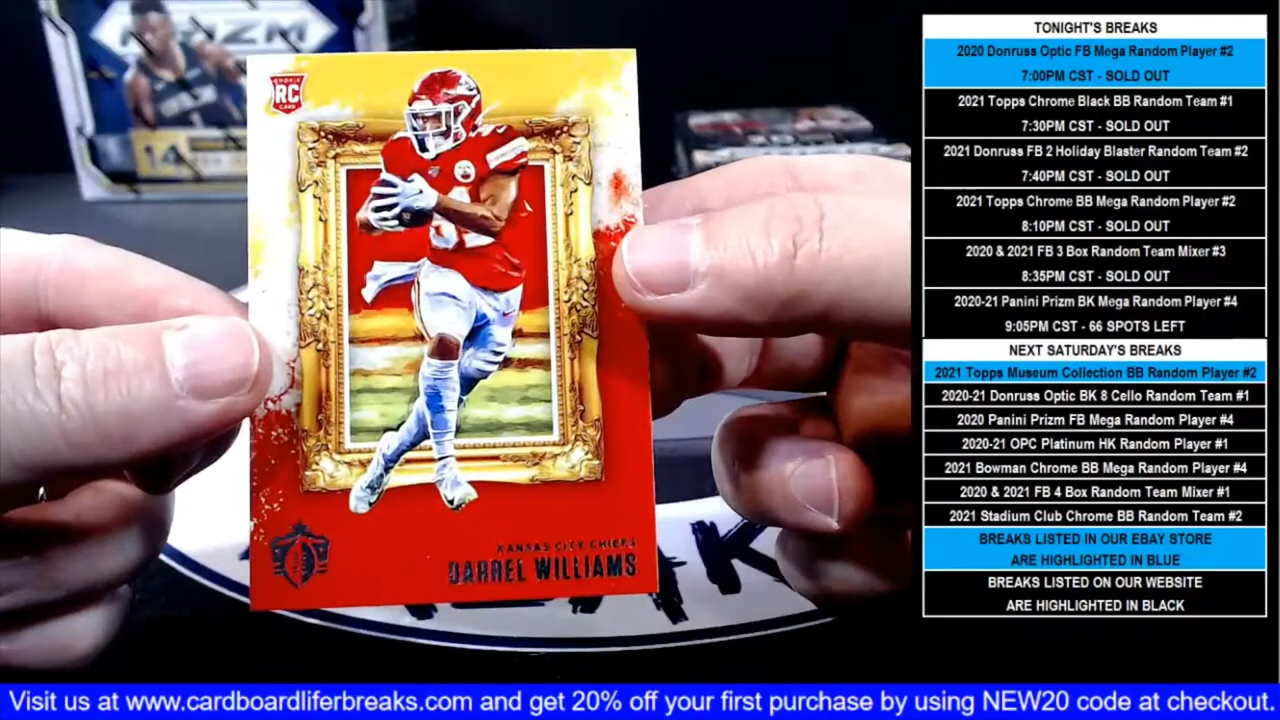 PRIZM
14
ROOKIE
RC
CARD
KANSAS CITY CHIEFS
DARREL WILLIAMS
TONIGHT'S BREAKS
2020 Donruss Optic FB Mega Random Player #2
7:00PM CST - SOLD OUT
2021 Topps Chrome Black BB Random Team #1
7:30PM CST - SOLD OUT
2021 Donruss FB 2 Holiday Blaster Random Team #2
7:40PM CST - SOLD OUT
2021 Topps Chrome BB Mega Random Player #2
8:10PM CST - SOLD OUT
2020 & 2021 FB 3 Box Random Team Mixer #3
8:35PM CST - SOLD OUT
2020-21 Panini Prizm BK Mega Random Player #4
9:05PM CST - 66 SPOTS LEFT
NEXT SATURDAY'S BREAKS
2021 Topps Museum Collection BB Random Player #2
2020-21 Donruss Optic BK 8 Cello Random Team #1
2020 Panini Prizm FB Mega Random Player #4
2020-21 OPC Platinum HK Random Player #1
2021 Bowman Chrome BB Mega Random Player #4
2020 & 2021 FB 4 Box Random Team Mixer #1
2021 Stadium Club Chrome BB Random Team #2
BREAKS LISTED IN OUR EBAY STORE
ARE HIGHLIGHTED IN BLUE
BREAKS LISTED ON OUR WEBSITE
ARE HIGHLIGHTED IN BLACK
Visit us at www.cardboardliferbreaks.com and get 20% off your first purchase by using NEW20 code at checkout.